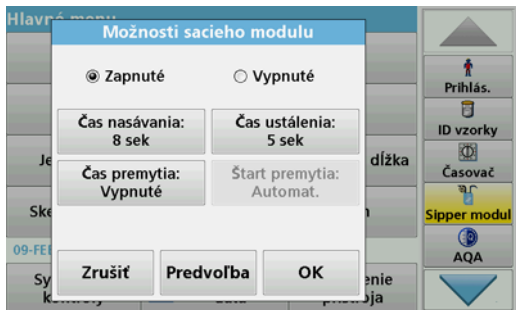 Hlavné menu
Možnosti sacieho modulu
Zapnuté
Vypnuté
Čas nasávania:
8 sek
Čas ustálenia:
5 sek
Čas premytia:
Vypnuté
Štart premytia:
Automat.
dĺžka
09-FE
Zrušiť
Predvoľba
OK
Prihlás.
ID vzorky
Časovač
Sipper modul
AQA